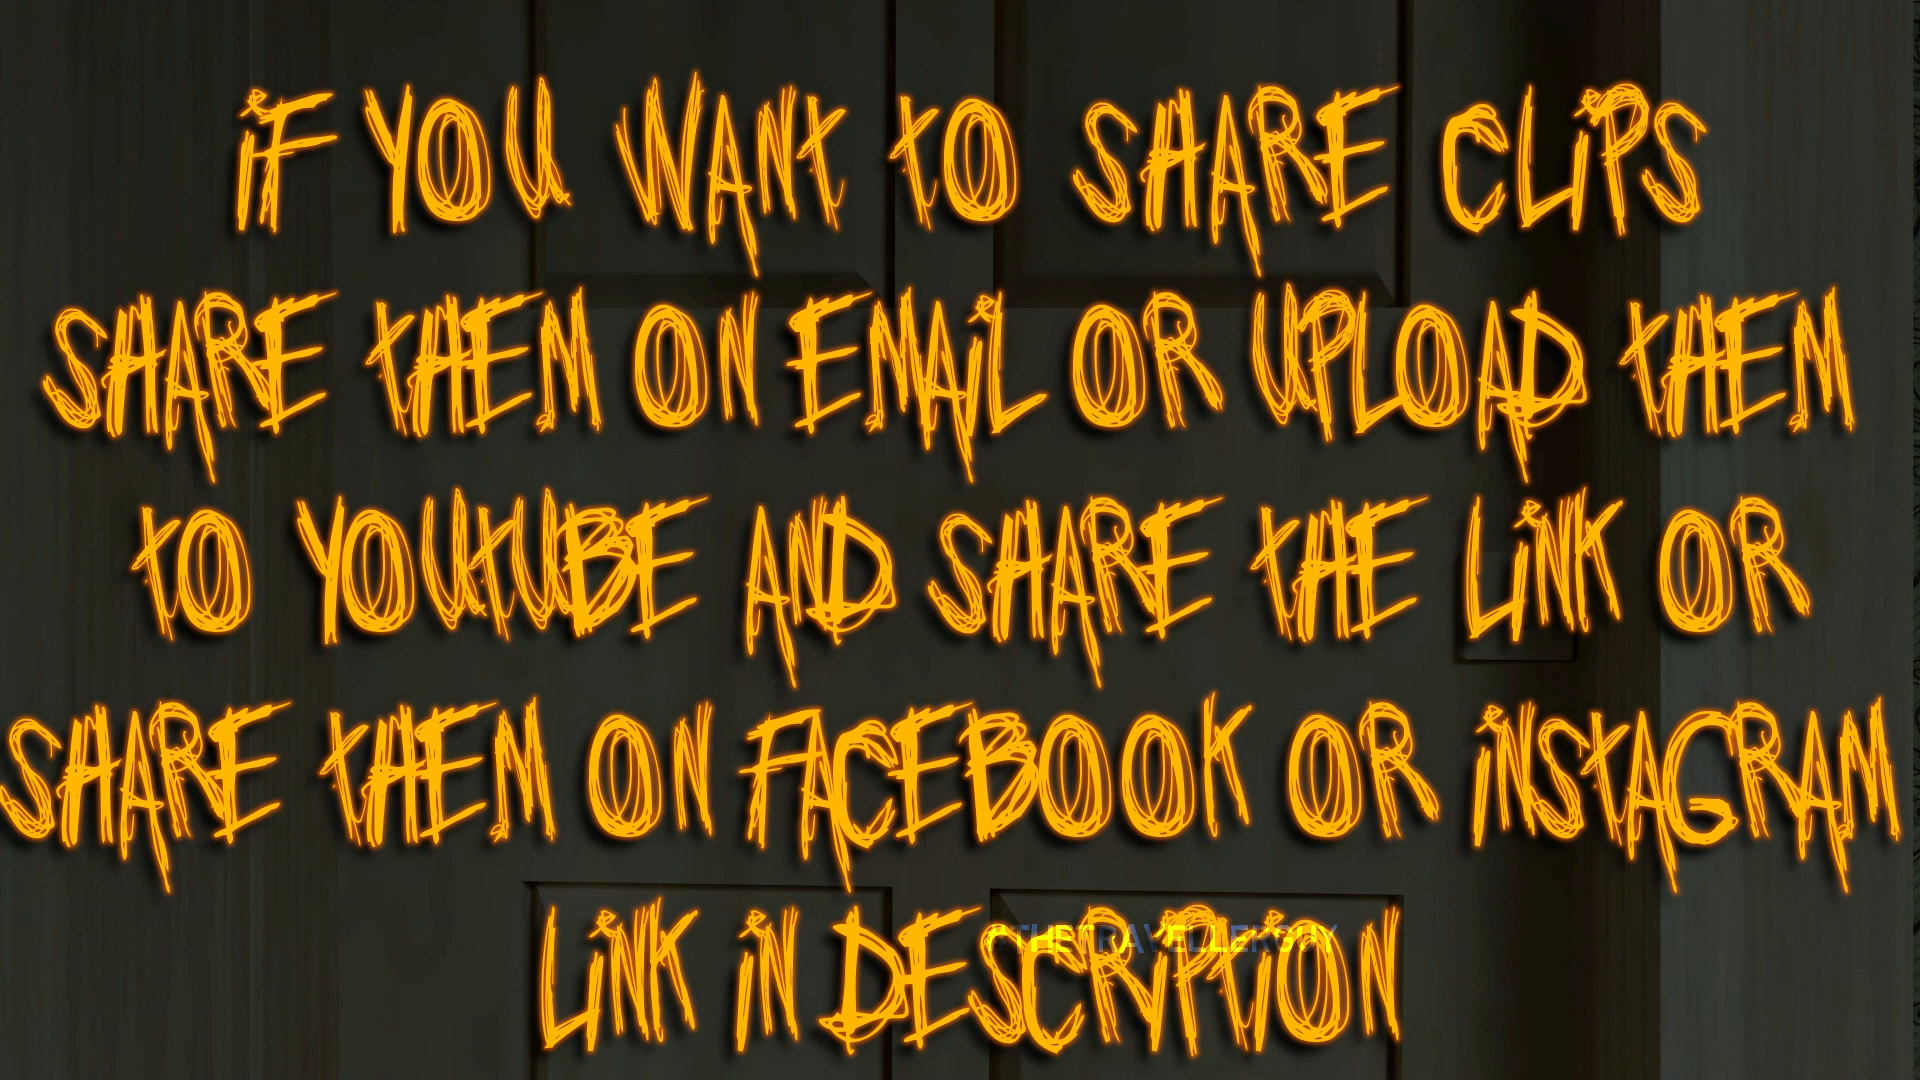 iF YOU WANt tO SHARE CLiPS
SHARE tHEM ON EMAiL OR UPLOAD tHEM
tO YOUtUBE AND SHARE tHE LiNK OR
SHARE tHEM ON FACEBOOK OR iNStAGRAM
LiNK iN DESCRiPtiON
#THETRAVELLERGUY